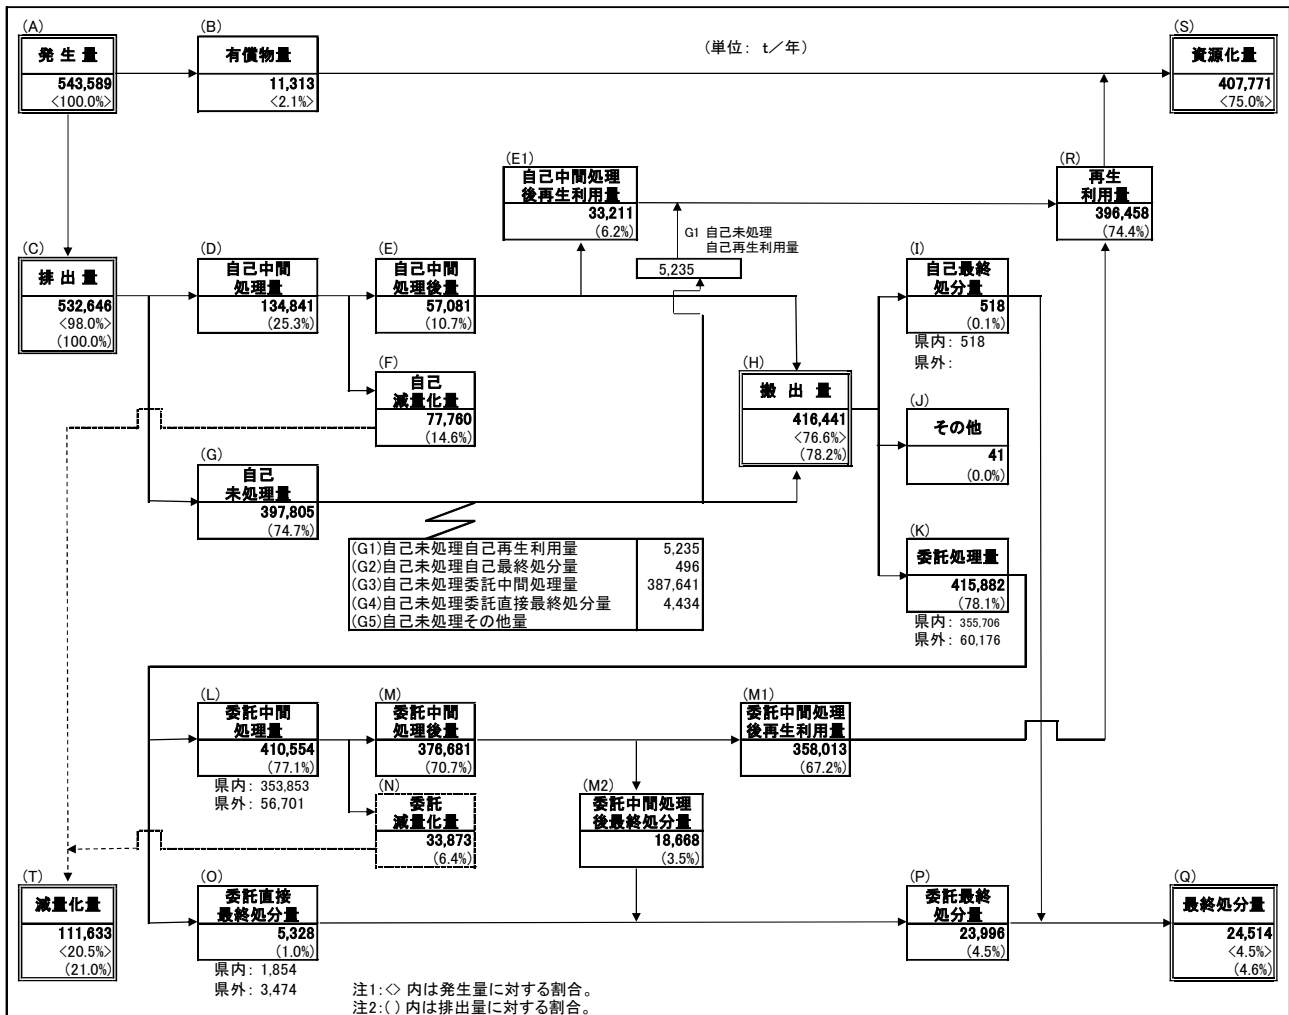 (A)
発 生 量
543,589
<100.0%>
(B)
有償物量
11,313
<2.1%>
(単位: t/年)
(S)
資源化量
407,771
<75.0%>
(E1)
自己中間処理
後再生利用量
33,211
(6.2%)
(R)
再生
利用量
396,458
(74.4%)
G1 自己未処理
自己再生利用量
5,235
(C)
排 出 量
532,646
<98.0%>
(100.0%)
(D)
自己中間
処理量
134,841
(25.3%)
(E)
自己中間
処理後量
57,081
(10.7%)
(I)
自己最終
処分量
518
(0.1%)
県内: 518
県外:
(F)
自己
減量化量
77,760
(14.6%)
(H)
搬 出 量
416,441
<76.6%>
(78.2%)
(J)
その他
41
(0.0%)
(G)
自己
未処理量
397,805
(74.7%)
(G1)自己未処理自己再生利用量 5,235
(G2)自己未処理自己最終処分量 496
(G3)自己未処理委託中間処理量 387,641
(G4)自己未処理委託直接最終処分量 4,434
(G5)自己未処理その他量
(K)
委託処理量
415,882
(78.1%)
県内: 355,706
県外: 60,176
(L)
委託中間
処理量
410,554
(77.1%)
県内: 353,853
県外: 56,701
(M)
委託中間
処理後量
376,681
(70.7%)
(M1)
委託中間処理
後再生利用量
358,013
(67.2%)
(N)
委託
減量化量
33,873
(6.4%)
(M2)
委託中間処理
後最終処分量
18,668
(3.5%)
(T)
減量化量
111,633
<20.5%>
(21.0%)
(O)
委託直接
最終処分量
5,328
(1.0%)
県内: 1,854
県外: 3,474
(P)
委託最終
処分量
23,996
(4.5%)
(Q)
最終処分量
24,514
<4.5%>
(4.6%)
注1:<> 内は発生量に対する割合。
注2:( ) 内は排出量に対する割合。